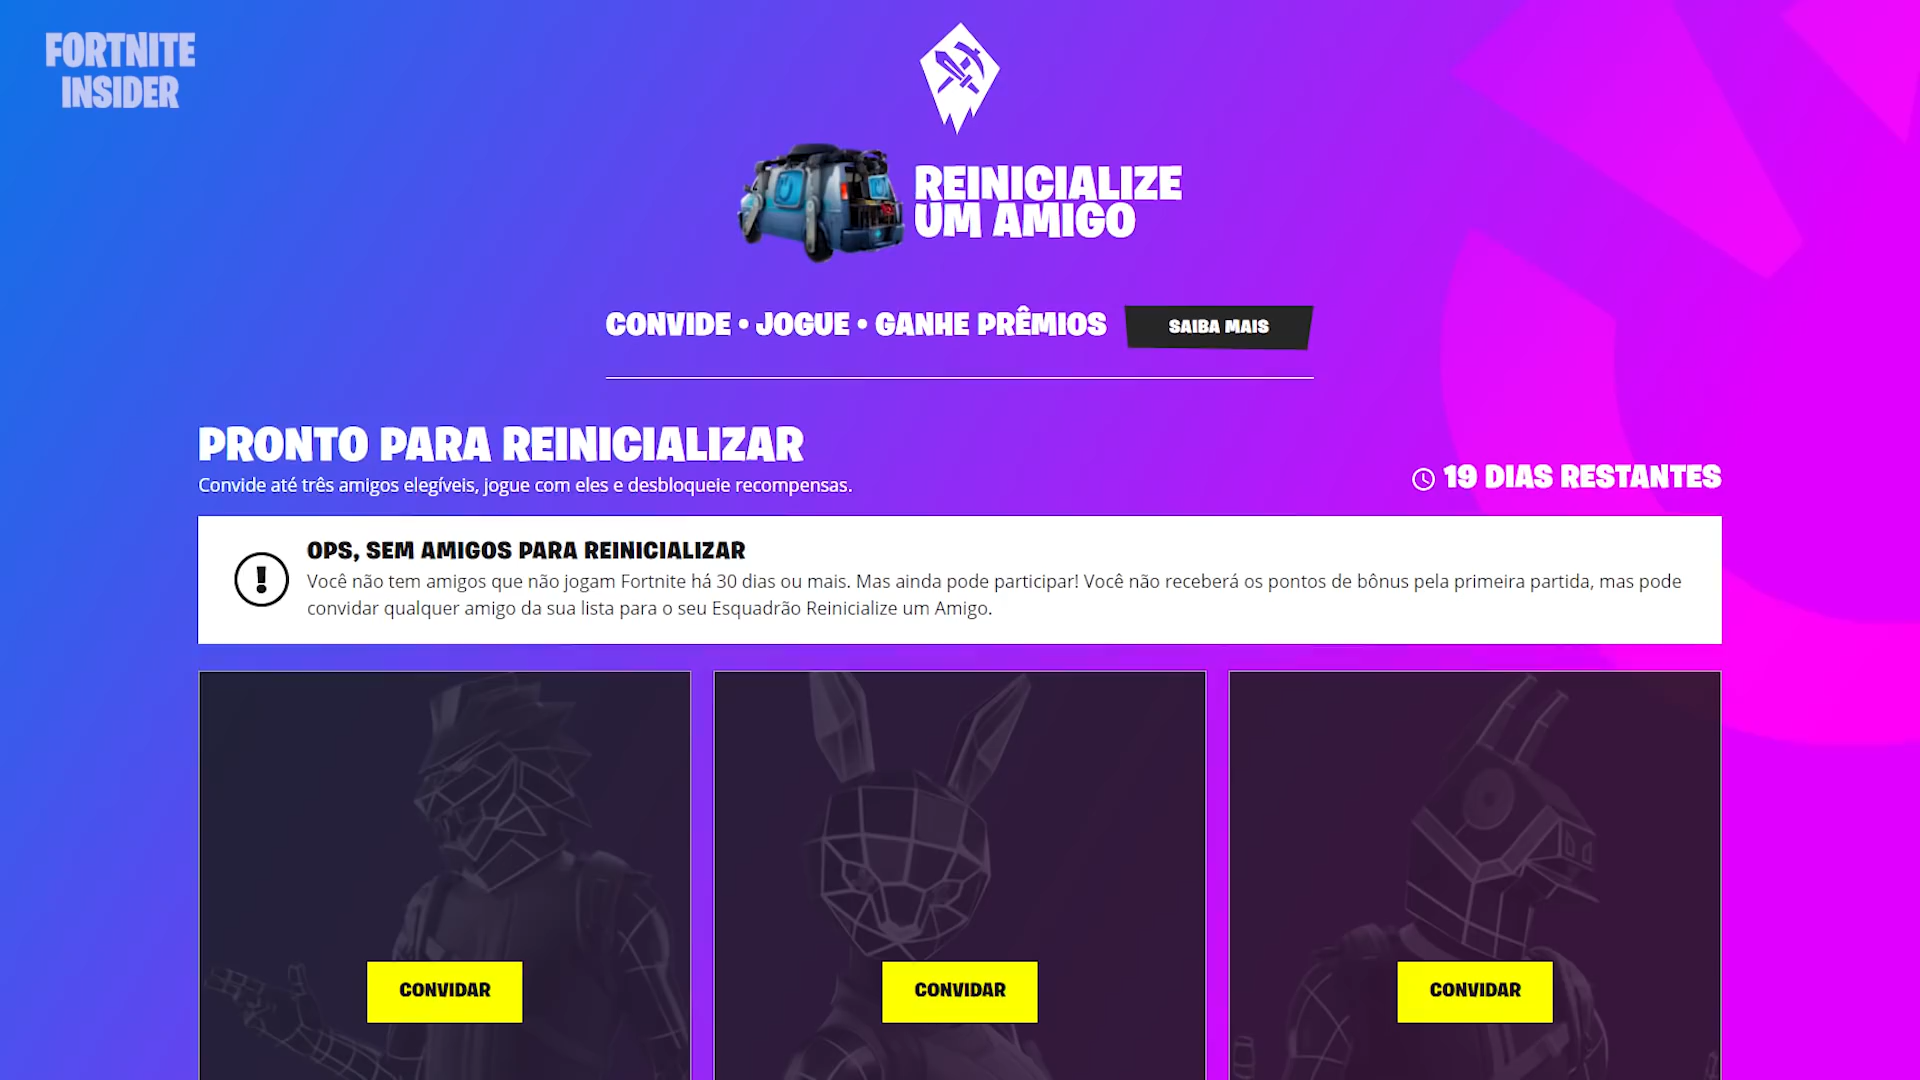 FORTNITE
INSIDER
REINICIALIZE
UM AMIGO
CONVIDE • JOGUE • GANHE PRÊMIOS
SAIBA MAIS
PRONTO PARA REINICIALIZAR
Convide até três amigos elegíveis, jogue com eles e desbloqueie recompensas.
19 DIAS RESTANTES
OPS, SEM AMIGOS PARA REINICIALIZAR
Você não tem amigos que não jogam Fortnite há 30 dias ou mais. Mas ainda pode participar! Você não receberá os pontos de bônus pela primeira partida, mas pode
convidar qualquer amigo da sua lista para o seu Esquadrão Reinicialize um Amigo.
CONVIDAR
CONVIDAR
CONVIDAR